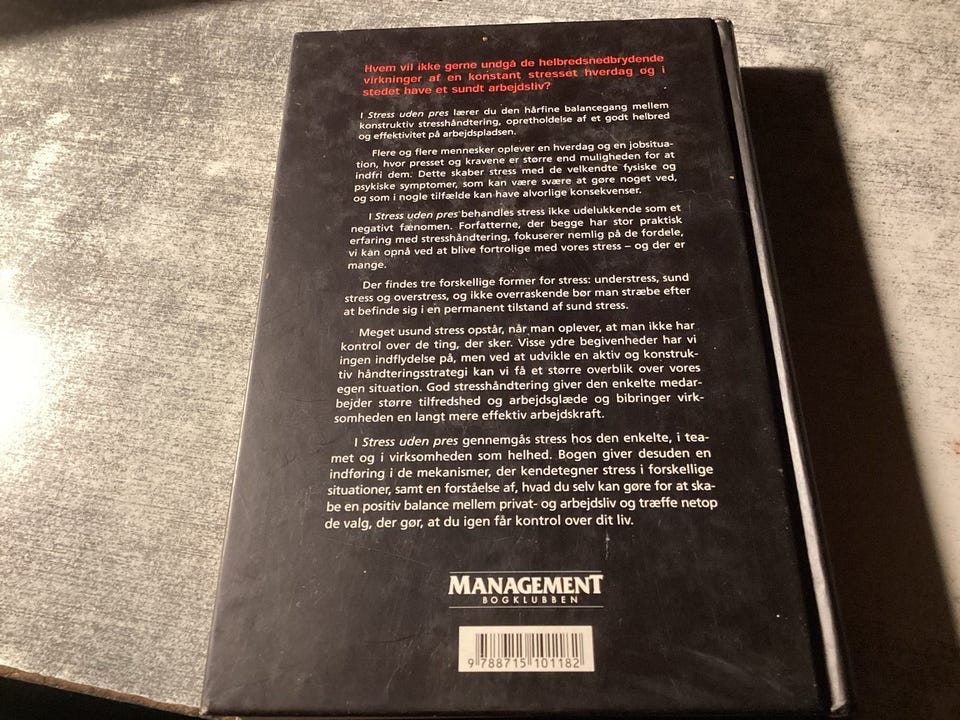 Hvem vil ikke gerne undgå de helbredsnedbrydende
virkninger af en konstant stresset hverdag og i
stedet have et sundt arbejdsliv?
I Stress uden pres lærer du den hårfine balancegang mellem
konstruktiv stresshåndtering, opretholdelse af et godt helbred
og effektivitet på arbejdspladsen.
Flere og flere mennesker oplever en hverdag og en jobsitua-
tion, hvor presset og kravene er større end muligheden for at
indfri dem. Dette skaber stress med de velkendte fysiske og
psykiske symptomer, som kan være svære at gøre noget ved,
og som i nogle tilfælde kan have alvorlige konsekvenser.
I Stress uden pres behandles stress ikke udelukkende som et
negativt fænomen. Forfatterne, der begge har stor praktisk
erfaring med stresshåndtering, fokuserer nemlig på de fordele,
vi kan opnå ved at blive fortrolige med vores stress – og der er
mange.
Der findes tre forskellige former for stress: understress, sund
stress og overstress, og ikke overraskende bør man stræbe efter
at befinde sig i en permanent tilstand af sund stress.
Meget usund stress opstår, når man oplever, at man ikke har
kontrol over de ting, der sker. Visse ydre begivenheder har vi
ingen indflydelse på, men ved at udvikle en aktiv og konstruk-
tiv håndteringsstrategi kan vi få et større overblik over vores
egen situation. God stresshåndtering giver den enkelte medar-
bejder større tilfredshed og arbejdsglæde og bibringer virk-
somheden en langt mere effektiv arbejdskraft.
I Stress uden pres gennemgås stress hos den enkelte, i tea-
met og i virksomheden som helhed. Bogen giver desuden en
indføring i de mekanismer, der kendetegner stress i forskellige
situationer, samt en forståelse af, hvad du selv kan gøre for at ska-
be en positiv balance mellem privat- og arbejdsliv og træffe netop
de valg, der gør, at du igen får kontrol over dit liv.
MANAGEMENT
BOGKLUBBEN
9 788715 101182